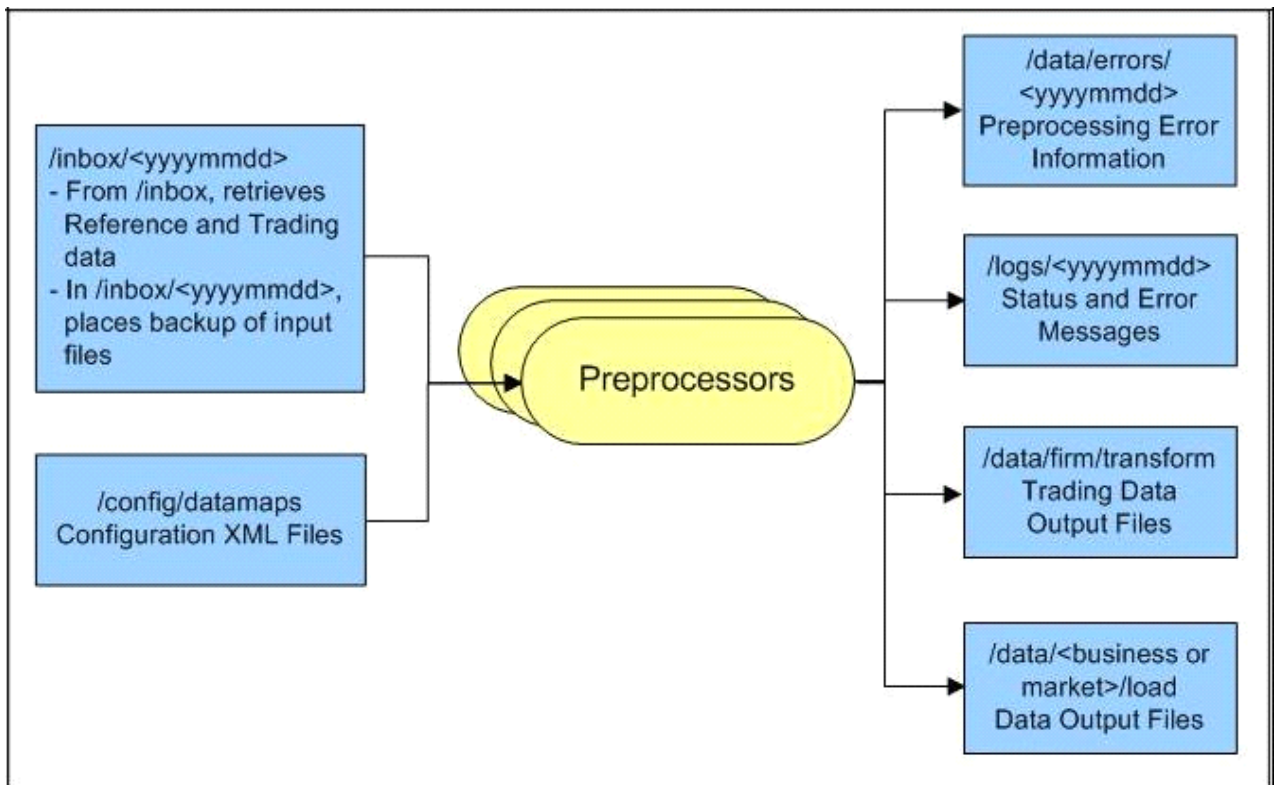 /inbox/<yyyymmdd>
- From /inbox, retrieves
Reference and Trading
data
- In /inbox/<yyyymmdd>,
places backup of input
files
/config/datamaps
Configuration XML Files
Preprocessors
/data/errors/
<yyyymmdd>
Preprocessing Error
Information
/logs/<yyyymmdd>
Status and Error
Messages
/data/firm/transform
Trading Data
Output Files
/data/<business or
market>/load
Data Output Files